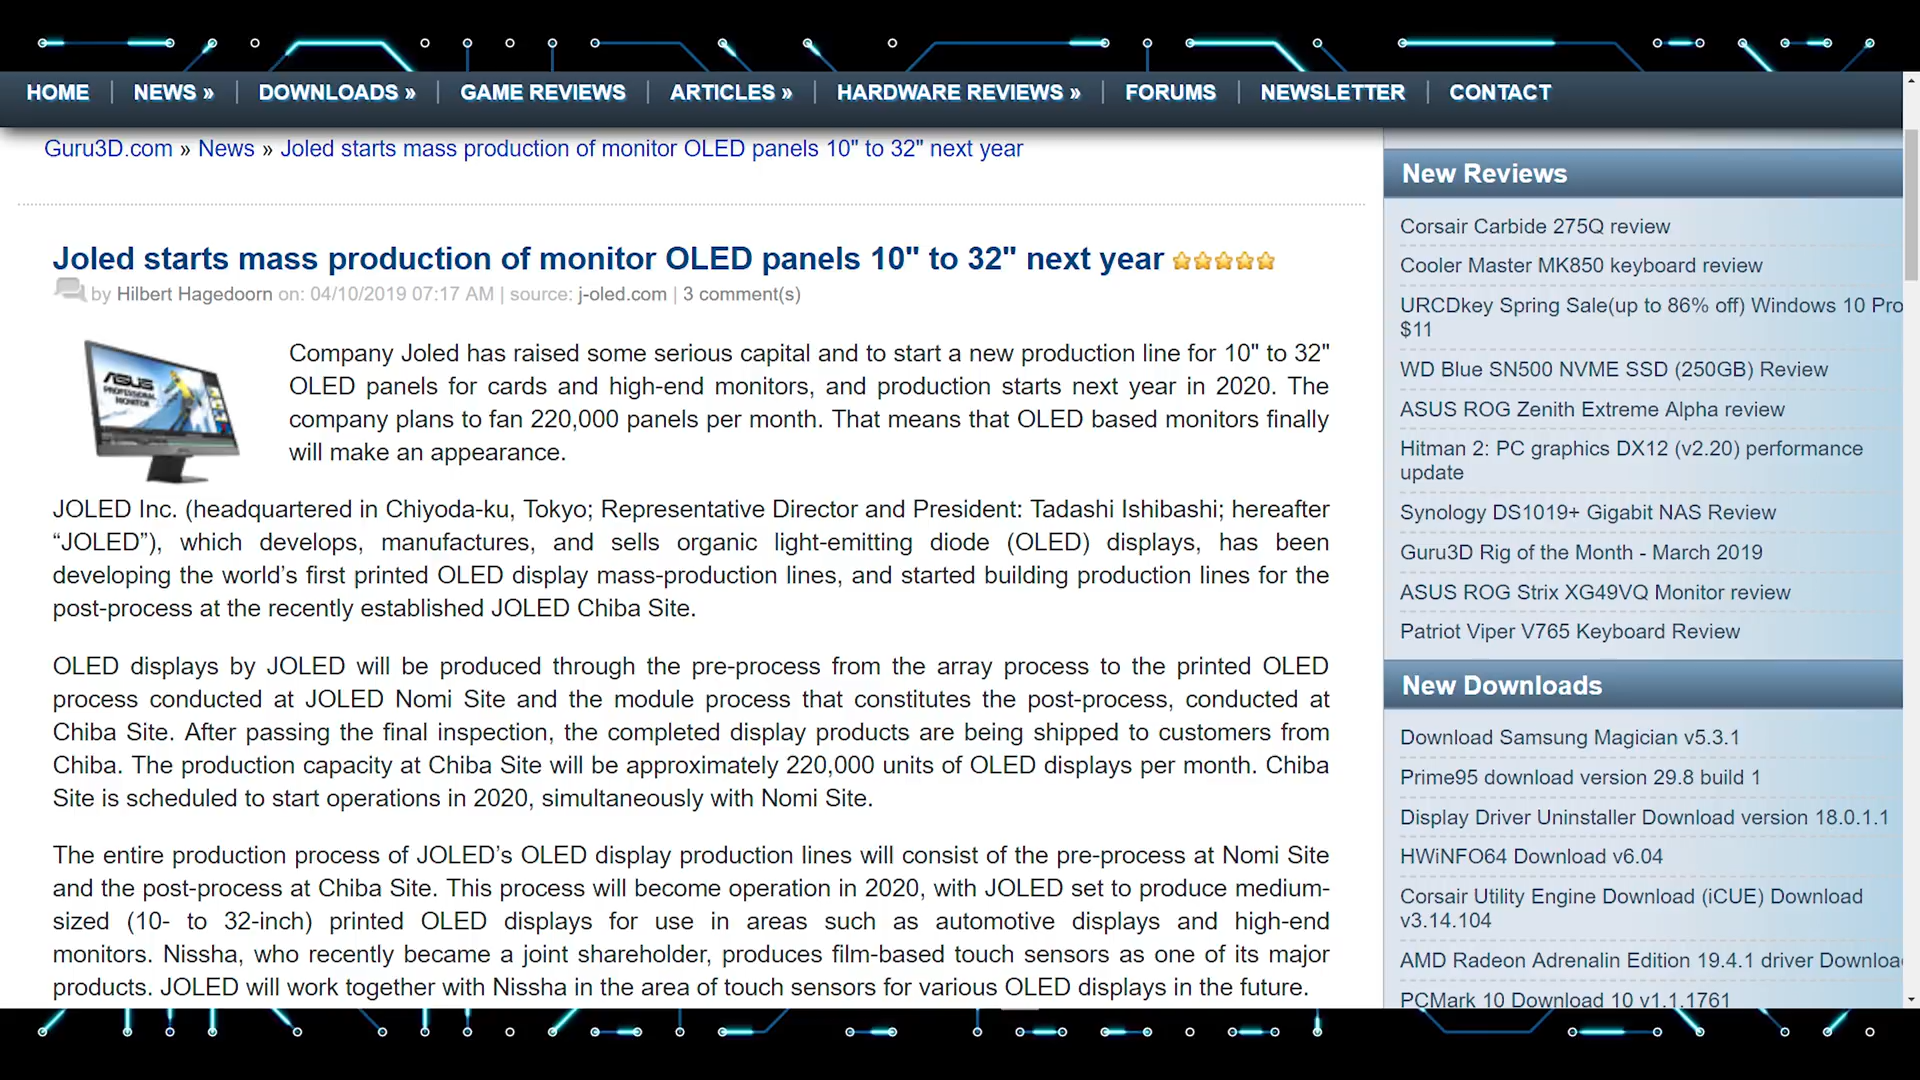 HOME
NEWS »
DOWNLOADS »
GAME REVIEWS
ARTICLES »
HARDWARE REVIEWS »
FORUMS
NEWSLETTER
CONTACT
Guru3D.com » News » Joled starts mass production of monitor OLED panels 10" to 32" next year
Joled starts mass production of monitor OLED panels 10" to 32" next year
by Hilbert Hagedoorn on: 04/10/2019 07:17 AM | source: j-oled.com | 3 comment(s)
ASUS
PROFESSIONAL
MONITOR
Company Joled has raised some serious capital and to start a new production line for 10" to 32"
OLED panels for cards and high-end monitors, and production starts next year in 2020. The
company plans to fan 220,000 panels per month. That means that OLED based monitors finally
will make an appearance.
JOLED Inc. (headquartered in Chiyoda-ku, Tokyo; Representative Director and President: Tadashi Ishibashi; hereafter
“JOLED”), which develops, manufactures, and sells organic light-emitting diode (OLED) displays, has been
developing the world’s first printed OLED display mass-production lines, and started building production lines for the
post-process at the recently established JOLED Chiba Site.
OLED displays by JOLED will be produced through the pre-process from the array process to the printed OLED
process conducted at JOLED Nomi Site and the module process that constitutes the post-process, conducted at
Chiba Site. After passing the final inspection, the completed display products are being shipped to customers from
Chiba. The production capacity at Chiba Site will be approximately 220,000 units of OLED displays per month. Chiba
Site is scheduled to start operations in 2020, simultaneously with Nomi Site.
The entire production process of JOLED’s OLED display production lines will consist of the pre-process at Nomi Site
and the post-process at Chiba Site. This process will become operation in 2020, with JOLED set to produce medium-
sized (10- to 32-inch) printed OLED displays for use in areas such as automotive displays and high-end
monitors. Nissha, who recently became a joint shareholder, produces film-based touch sensors as one of its major
products. JOLED will work together with Nissha in the area of touch sensors for various OLED displays in the future.
New Reviews
Corsair Carbide 275Q review
Cooler Master MK850 keyboard review
URCDkey Spring Sale(up to 86% off) Windows 10 Pro
$11
WD Blue SN500 NVME SSD (250GB) Review
ASUS ROG Zenith Extreme Alpha review
Hitman 2: PC graphics DX12 (v2.20) performance
update
Synology DS1019+ Gigabit NAS Review
Guru3D Rig of the Month - March 2019
ASUS ROG Strix XG49VQ Monitor review
Patriot Viper V765 Keyboard Review
New Downloads
Download Samsung Magician v5.3.1
Prime95 download version 29.8 build 1
Display Driver Uninstaller Download version 18.0.1.1
HWiNFO64 Download v6.04
Corsair Utility Engine Download (iCUE) Download
v3.14.104
AMD Radeon Adrenalin Edition 19.4.1 driver Downloa
PCMark 10 Download 10 v1.1.1761